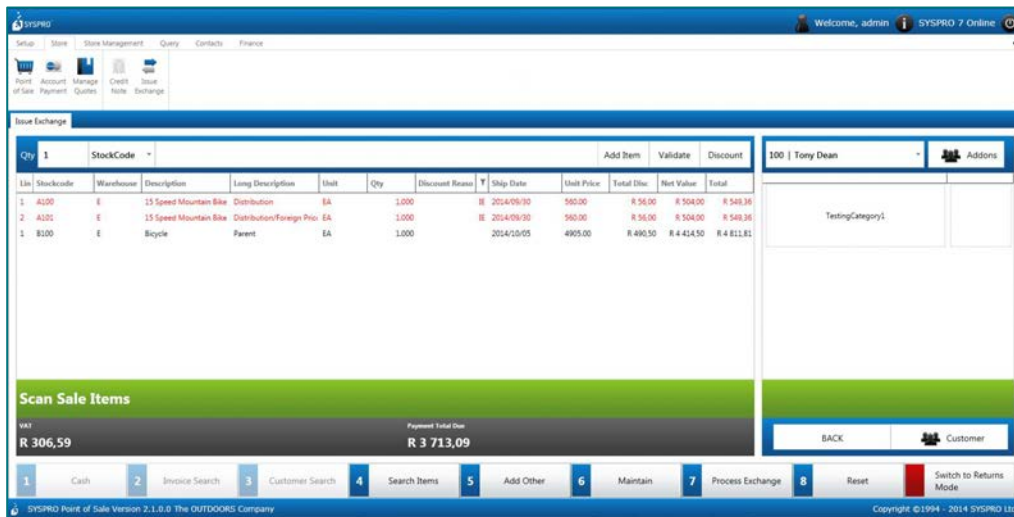 SYSPRO
Welcome, admin SYSPRO 7 Online
Setup Store Store Management Query Contacts Finance
Point of Sale Account Payment Manage Quotes Credit Note Issue Exchange
Issue Exchange
Qty 1 StockCode Add Item Validate Discount 100 | Tony Dean Addons
Lin Stockcode Warehouse Description Long Description Unit Qty Discount Reaso Ship Date Unit Price Total Disc Net Value Total
1 A100 E 15 Speed Mountain Bike Distribution EA 1,000 IE 2014/09/30 560.00 R 56,00 R 504,00 R 549,36
2 A101 E 15 Speed Mountain Bike Distribution/Foreign Pric EA 1,000 IE 2014/09/30 560.00 R 56,00 R 504,00 R 549,36
1 B100 E Bicycle Parent EA 1,000 2014/10/05 4905.00 R 490,50 R 4 414,50 R 4 811,81
TestingCategory1
Scan Sale Items
VAT Payment Total Due
R 306,59 R 3 713,09
BACK Customer
1 Cash 2 Invoice Search 3 Customer Search 4 Search Items 5 Add Other 6 Maintain 7 Process Exchange 8 Reset Switch to Returns Mode
SYSPRO Point of Sale Version 2.1.0.0 The OUTDOORS Company Copyright ©1994 - 2014 SYSPRO Ltd